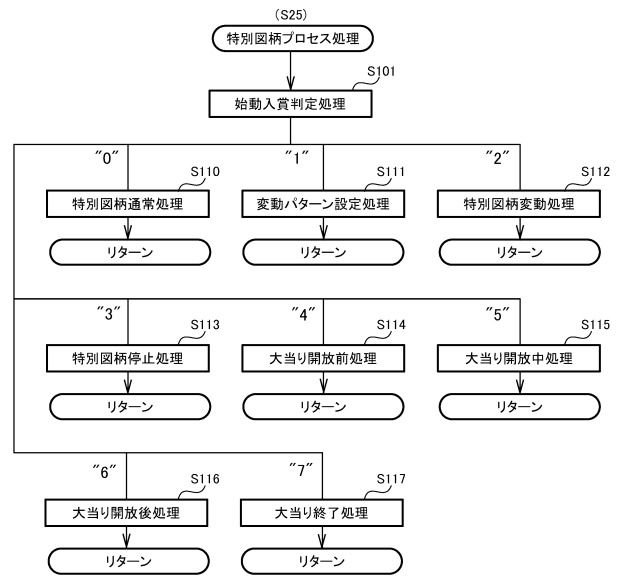 （S25）
特別図柄プロセス処理
S101
始動入賞判定処理
"0"
"1"
"2"
S110
S111
S112
特別図柄通常処理
変動パターン設定処理
特別図柄変動処理
リターン
リターン
リターン
"3"
"4"
"5"
S113
S114
S115
特別図柄停止処理
大当り開放前処理
大当り開放中処理
リターン
リターン
リターン
"6"
"7"
S116
S117
大当り開放後処理
大当り終了処理
リターン
リターン